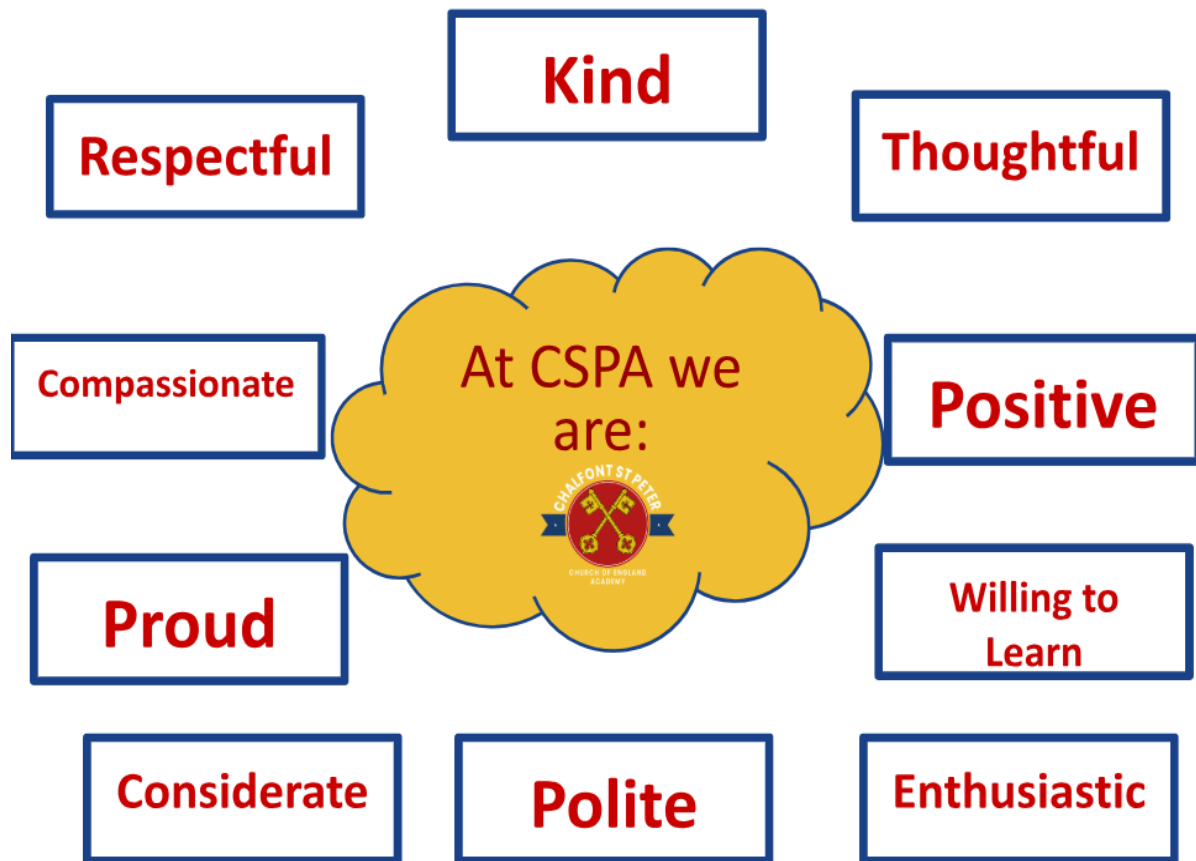 Kind
Respectful
Thoughtful
At CSPA we
are:
CHALFONT ST PETER
CHURCH OF ENGLAND
ACADEMY
Compassionate
Positive
Proud
Willing to
Learn
Considerate
Polite
Enthusiastic